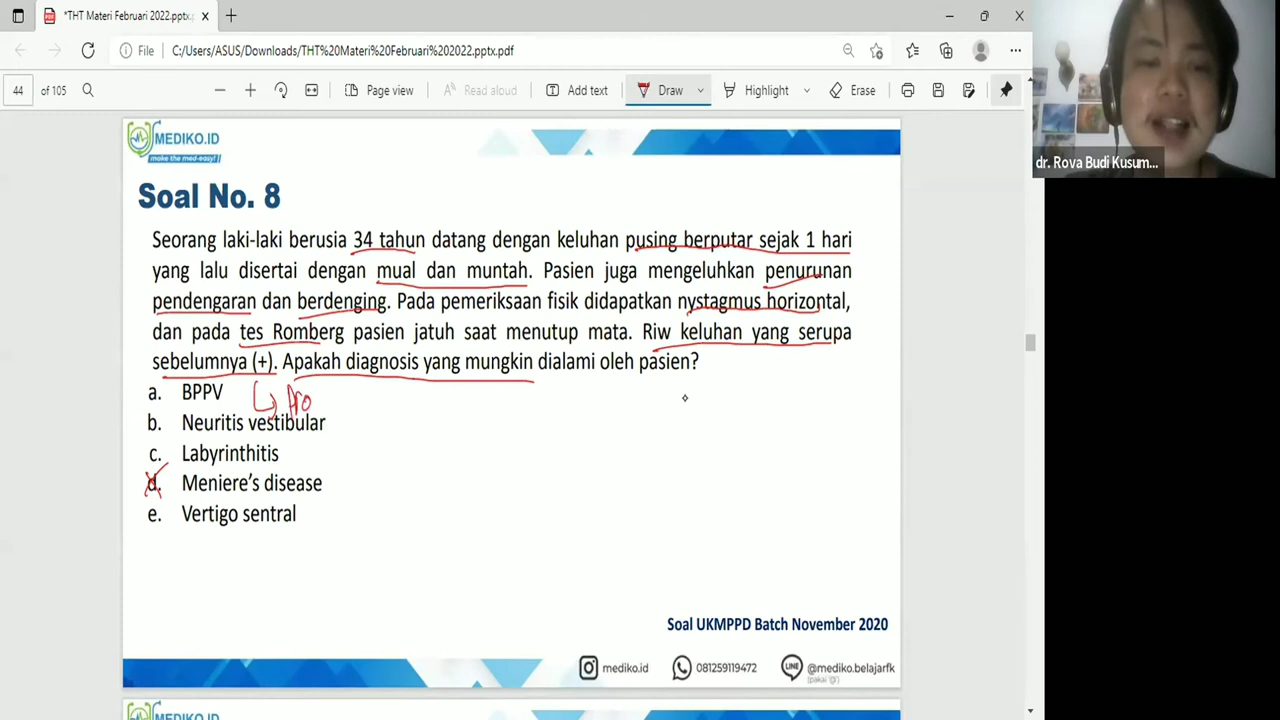 *THT Materi Februari 2022.pptx.
File
C:/Users/ASUS/Downloads/THT%20Materi%20Februari%202022.pptx.pdf
44 of 105
Page view
Read aloud
Add text
Draw
Highlight
Erase
dr. Rova Budi Kusum...
MEDIKO.ID
make the med-easy!
Soal No. 8
Seorang laki-laki berusia 34 tahun datang dengan keluhan pusing berputar sejak 1 hari
yang lalu disertai dengan mual dan muntah. Pasien juga mengeluhkan penurunan
pendengaran dan berdenging. Pada pemeriksaan fisik didapatkan nystagmus horizontal,
dan pada tes Romberg pasien jatuh saat menutup mata. Riw keluhan yang serupa
sebelumnya (+). Apakah diagnosis yang mungkin dialami oleh pasien?
a. BPPV
b. Neuritis vestibular
c. Labyrinthitis
d. Meniere's disease
e. Vertigo sentral
Soal UKMPPD Batch November 2020
mediko.id
081259119472
@mediko.belajarfk
(pakai '@')
MEDIKO.ID